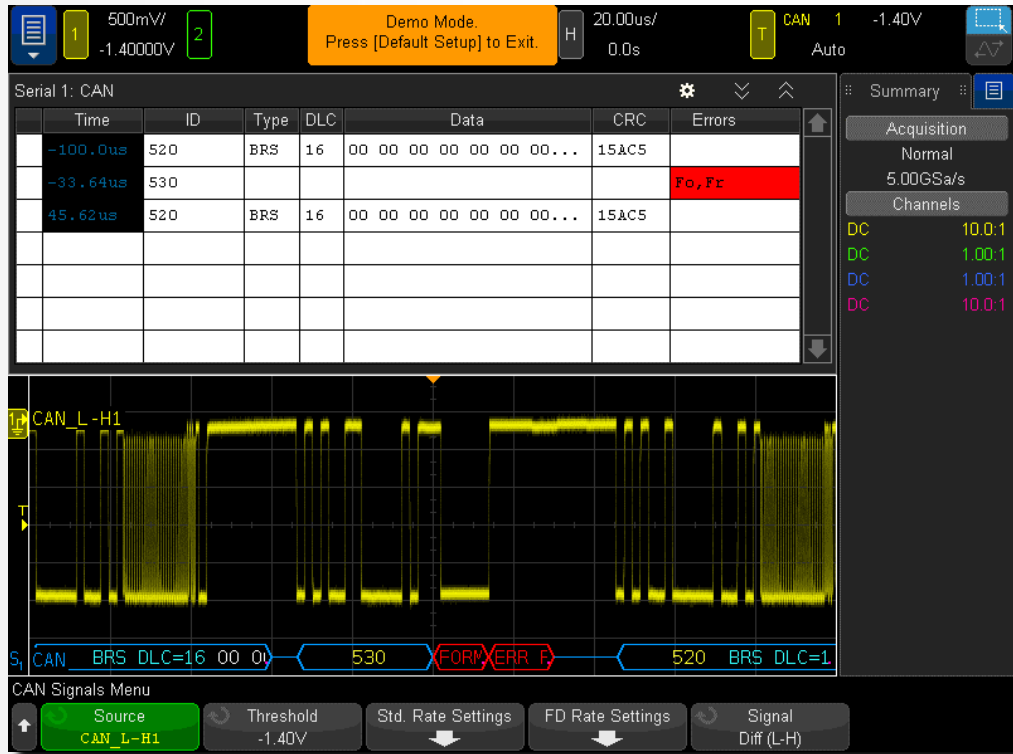 500mV/ Demo Mode. 20.00us/ CAN 1 -1.40V
1 2 H T
-1.40000V Press [Default Setup] to Exit. 0.0s Auto
Serial 1: CAN Summary
Time ID Type DLC Data CRC Errors
-100.0us 520 BRS 16 00 00 00 00 00 00 00... 15AC5
-33.64us 530 Fo,Fr
45.62us 520 BRS 16 00 00 00 00 00 00 00... 15AC5
Acquisition
Normal
5.00GSa/s
Channels
DC 10.0:1
DC 1.00:1
DC 1.00:1
DC 10.0:1
1 CAN_L-H1
T
S1 CAN BRS DLC=16 00 530 FORM ERR F 520 BRS DLC=1
CAN Signals Menu
Source Threshold Std. Rate Settings FD Rate Settings Signal
CAN_L-H1 -1.40V Diff (L-H)